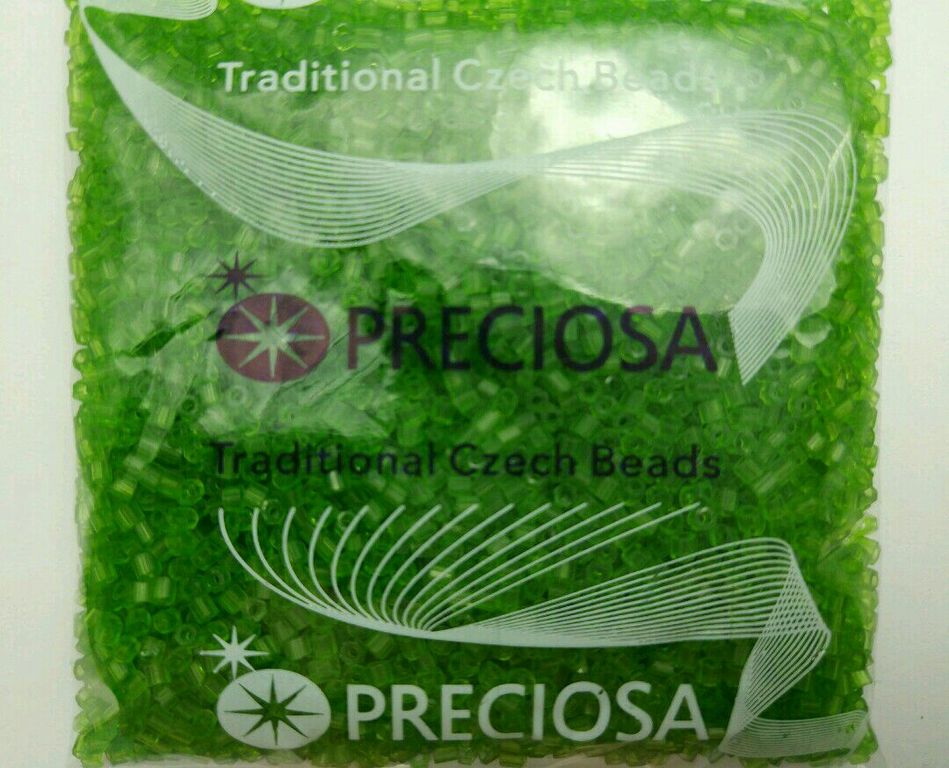 Traditional Czech Beads
PRECIOSA
Traditional Czech Beads
PRECIOSA